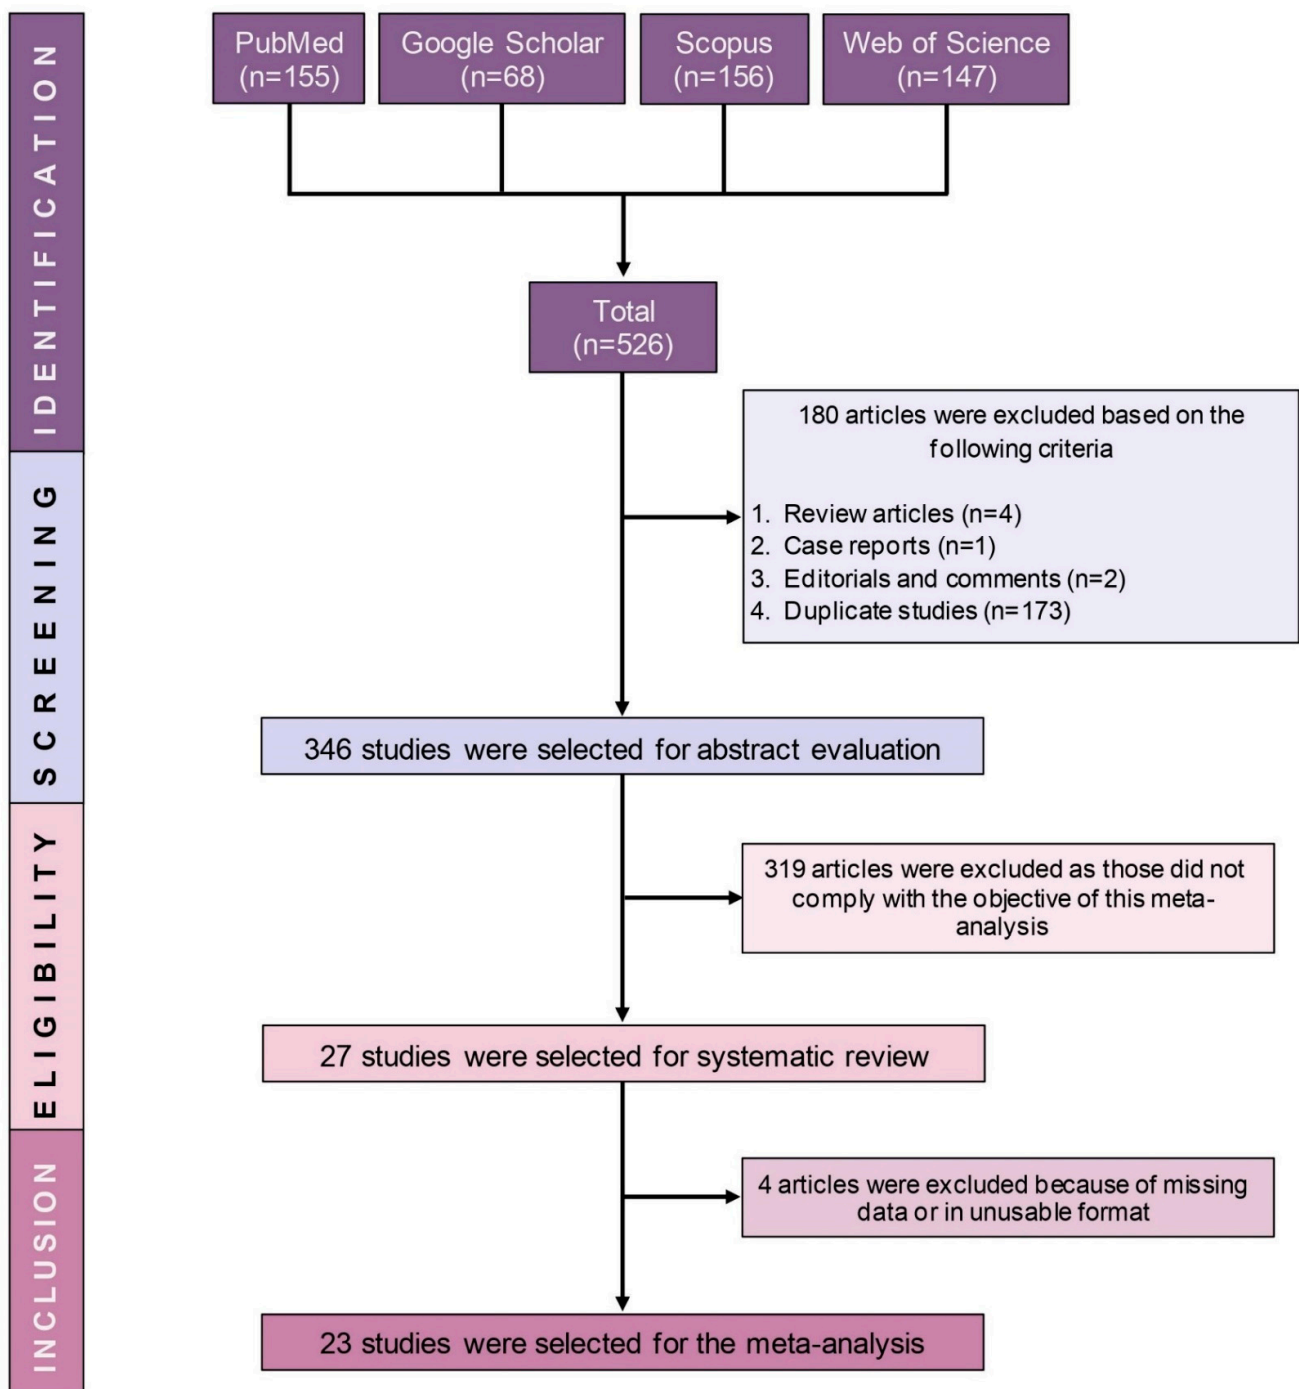 IDENTIFICATION
PubMed
(n=155)
Google Scholar
(n=68)
Scopus
(n=156)
Web of Science
(n=147)
Total
(n=526)
SCREENING
180 articles were excluded based on the
following criteria
1. Review articles (n=4)
2. Case reports (n=1)
3. Editorials and comments (n=2)
4. Duplicate studies (n=173)
346 studies were selected for abstract evaluation
ELIGIBILITY
319 articles were excluded as those did not
comply with the objective of this meta-
analysis
27 studies were selected for systematic review
INCLUSION
4 articles were excluded because of missing
data or in unusable format
23 studies were selected for the meta-analysis